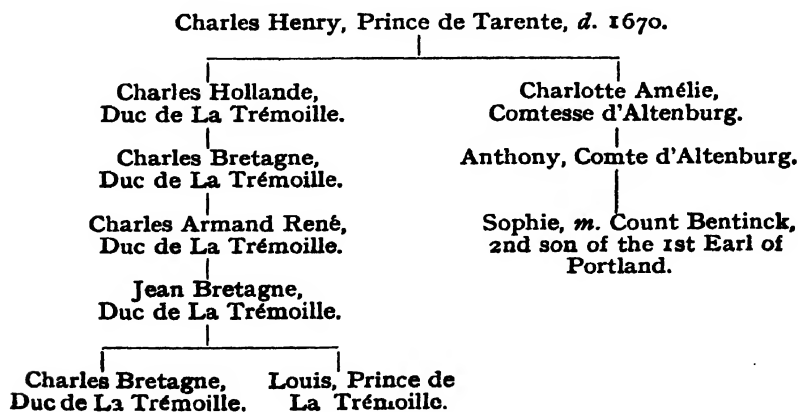 Charles Henry, Prince de Tarente, d. 1670.
Charles Hollande,
Duc de La Trémoille.
Charles Bretagne,
Duc de La Trémoille.
Charles Armand René,
Duc de La Trémoille.
Jean Bretagne,
Duc de La Trémoille.
Charles Bretagne,
Duc de La Trémoille.
Louis, Prince de
La Trémoille.
Charlotte Amélie,
Comtesse d'Altenburg.
Anthony, Comte d'Altenburg.
Sophie, m. Count Bentinck,
2nd son of the 1st Earl of
Portland.